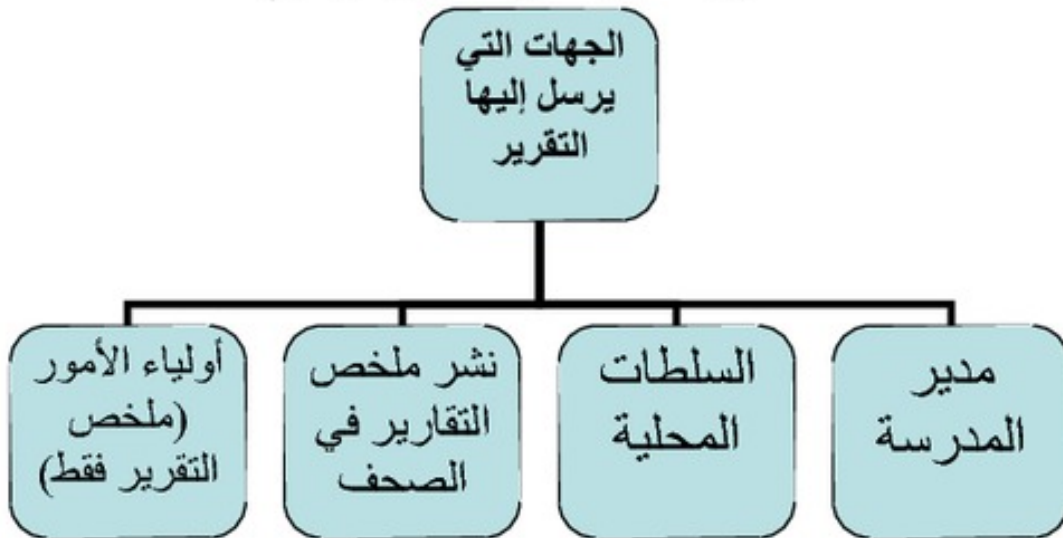 الجهات التي
يرسل إليها
التقرير
مدير
المدرسة
السلطات
المحلية
نشر ملخص
التقارير في
الصحف
أولياء الأمور
(ملخص
التقرير فقط)